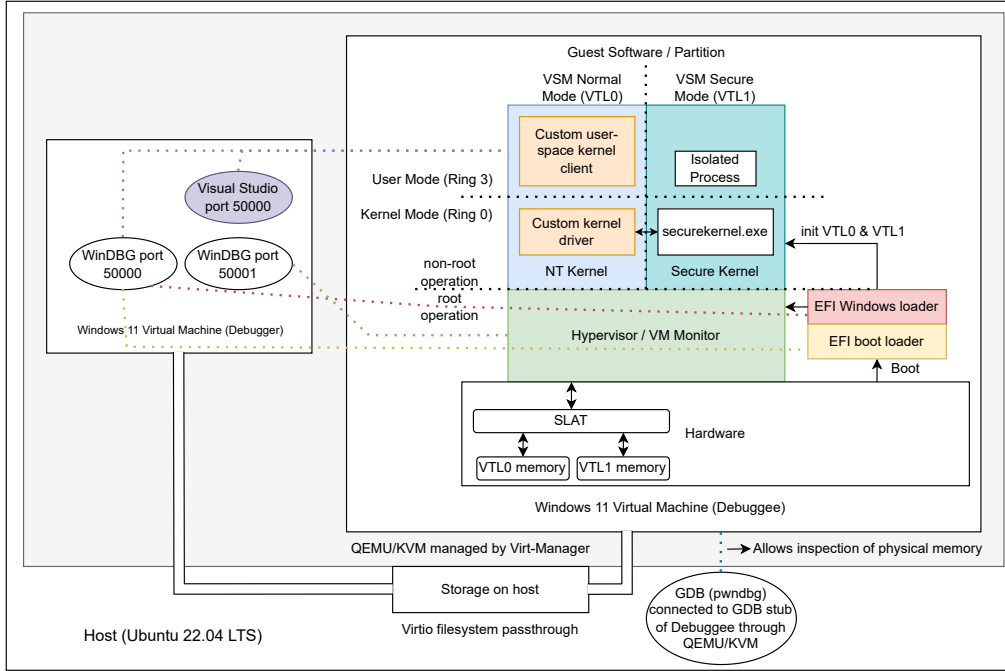 Guest Software / Partition
VSM Normal
Mode (VTL0)
VSM Secure
Mode (VTL1)
Custom user-
space kernel
client
Isolated
Process
User Mode (Ring 3)
Kernel Mode (Ring 0)
Custom kernel
driver
securekernel.exe
NT Kernel
Secure Kernel
init VTL0 & VTL1
non-root
operation
root
operation
Visual Studio
port 50000
WinDBG port
50000
WinDBG port
50001
Windows 11 Virtual Machine (Debugger)
Hypervisor / VM Monitor
EFI Windows loader
EFI boot loader
Boot
SLAT
Hardware
VTL0 memory
VTL1 memory
Windows 11 Virtual Machine (Debuggee)
QEMU/KVM managed by Virt-Manager
Allows inspection of physical memory
Storage on host
Virtio filesystem passthrough
GDB (pwndbg)
connected to GDB stub
of Debuggee through
QEMU/KVM
Host (Ubuntu 22.04 LTS)